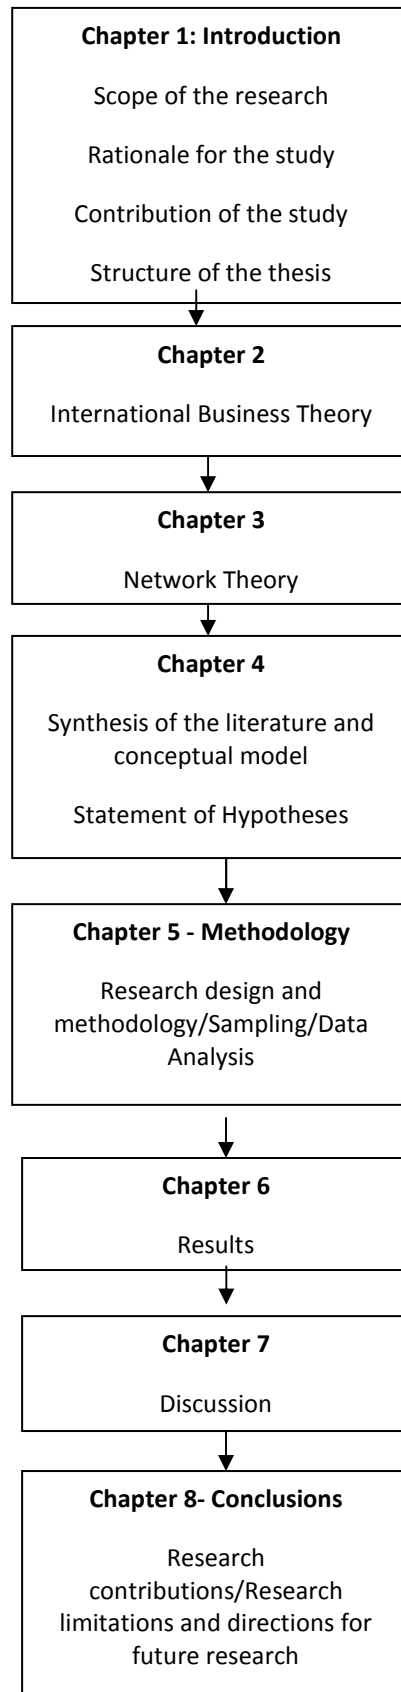 Chapter 1: Introduction
Scope of the research
Rationale for the study
Contribution of the study
Structure of the thesis
Chapter 2
International Business Theory
Chapter 3
Network Theory
Chapter 4
Synthesis of the literature and
conceptual model
Statement of Hypotheses
Chapter 5 - Methodology
Research design and
methodology/Sampling/Data
Analysis
Chapter 6
Results
Chapter 7
Discussion
Chapter 8- Conclusions
Research
contributions/Research
limitations and directions for
future research